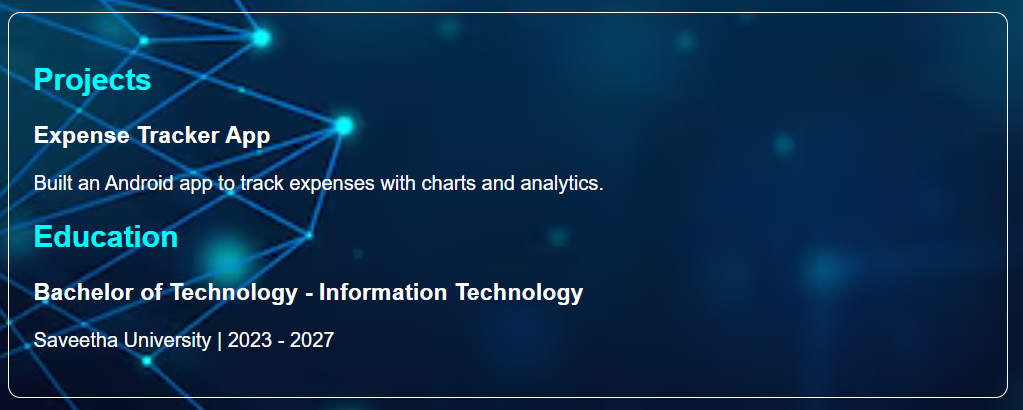 Projects
Expense Tracker App
Built an Android app to track expenses with charts and analytics.
Education
Bachelor of Technology - Information Technology
Saveetha University | 2023 - 2027